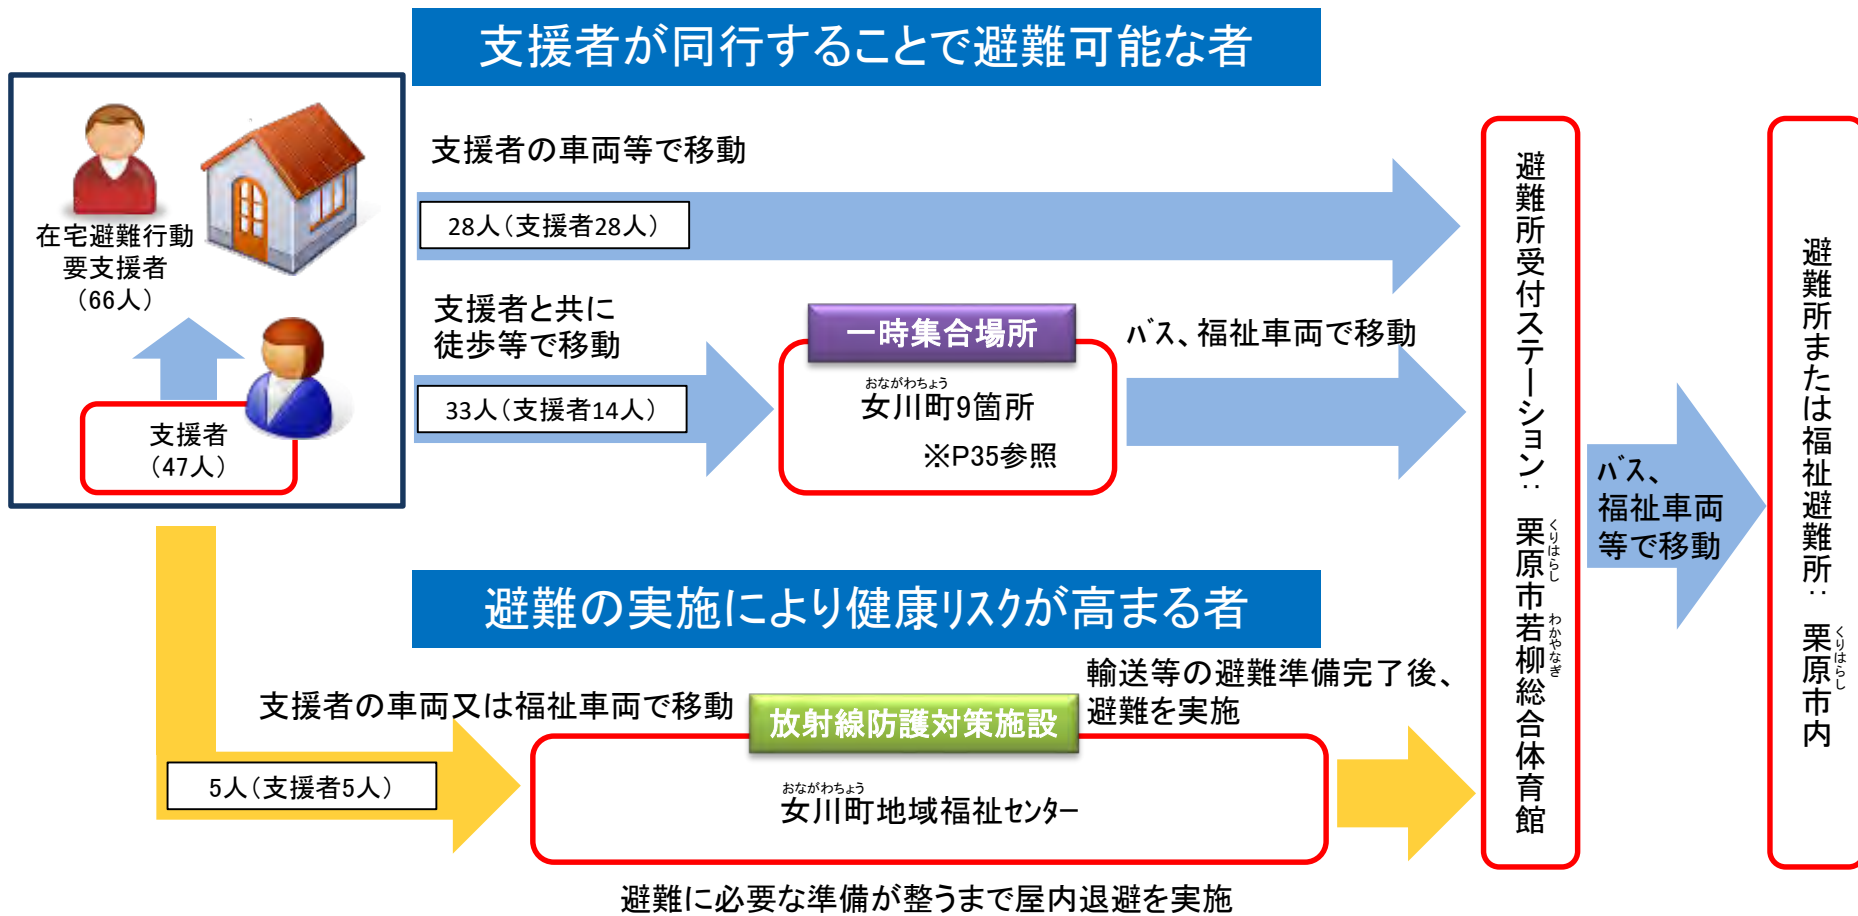 支援者が同行することで避難可能な者
在宅避難行動
要支援者
(66人)
支援者
(47人)
支援者の車両等で移動
28人(支援者28人)
支援者と共に
徒歩等で移動
33人(支援者14人)
一時集合場所
おながわちょう
女川町9箇所
※P35参照
バス、福祉車両で移動
避難の実施により健康リスクが高まる者
支援者の車両又は福祉車両で移動
5人(支援者5人)
放射線防護対策施設
おながわちょう
女川町地域福祉センター
輸送等の避難準備完了後、
避難を実施
避難に必要な準備が整うまで屋内退避を実施
避難所受付ステーション: 栗原市若柳総合体育館
くりはらし わかやなぎ
バス、
福祉車両
等で移動
避難所または福祉避難所: 栗原市内
くりはらし